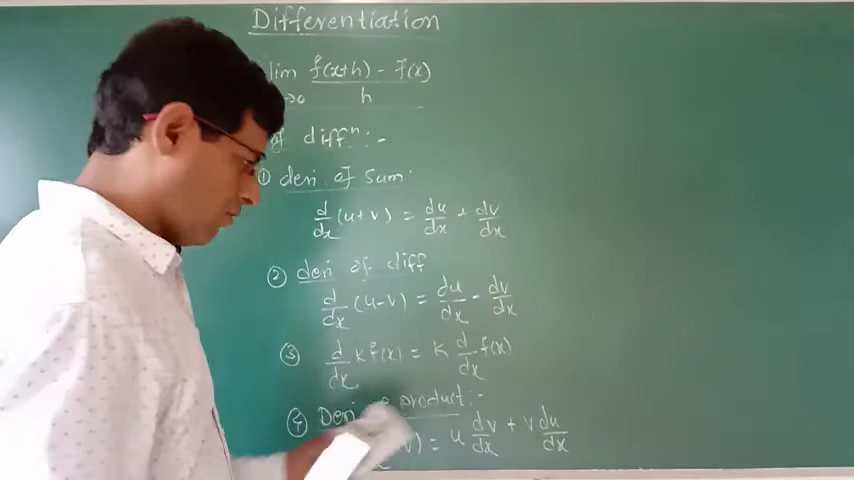 Differentiation
lim f(x+h) - f(x)
→0 h
of diffⁿ:-
① deri. of sum:
d/dx (u+v) = du/dx + dv/dx
② deri of diff
d/dx (u-v) = du/dx - dv/dx
③ d/dx K f(x) = K d/dx f(x)
④ Deri product:-
v) = u dv/dx + v du/dx